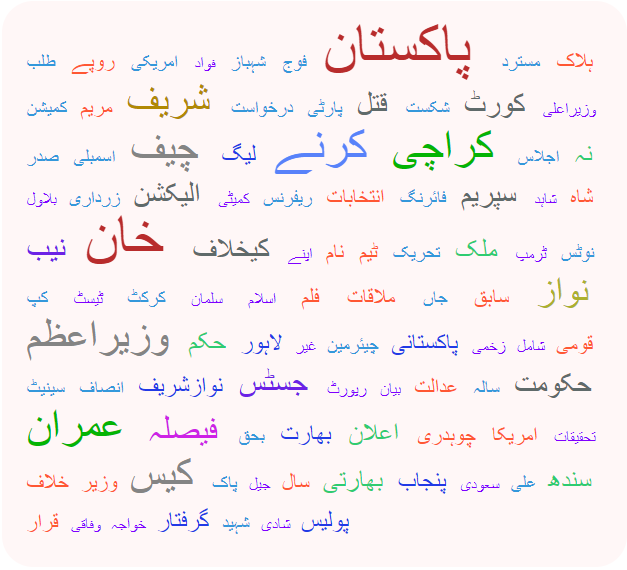 ہلاک مسترد پاکستان فوج شہباز فواد امریکی روپے طلب
وزیراعلی کورٹ شکست قتل پارٹی درخواست شریف مریم کمیشن
نہ اجلاس کراچی کرنے لیگ چیف اسمبلی صدر
شاہ شاہد سپریم فائرنگ انتخابات ریفرنس کمیٹی الیکشن زرداری بلاول
نوٹس ٹرمپ ملک تحریک ٹیم نام اپنے کیخلاف خان نیب
نواز سابق جاں ملاقات فلم اسلام سلمان کرکٹ ٹیسٹ کپ
قومی شامل زخمی پاکستانی چیئرمین غیر لاہور حکم وزیراعظم
حکومت سالہ عدالت بیان رپورٹ جسٹس نوازشریف انصاف سینیٹ
تحقیقات امریکا چوہدری اعلان بھارت بحق فیصلہ عمران
سندھ علی سعودی پنجاب بھارتی سال جیل پاک کیس وزیر خلاف
پولیس شادی شہید گرفتار خواجہ وفاقی قرار